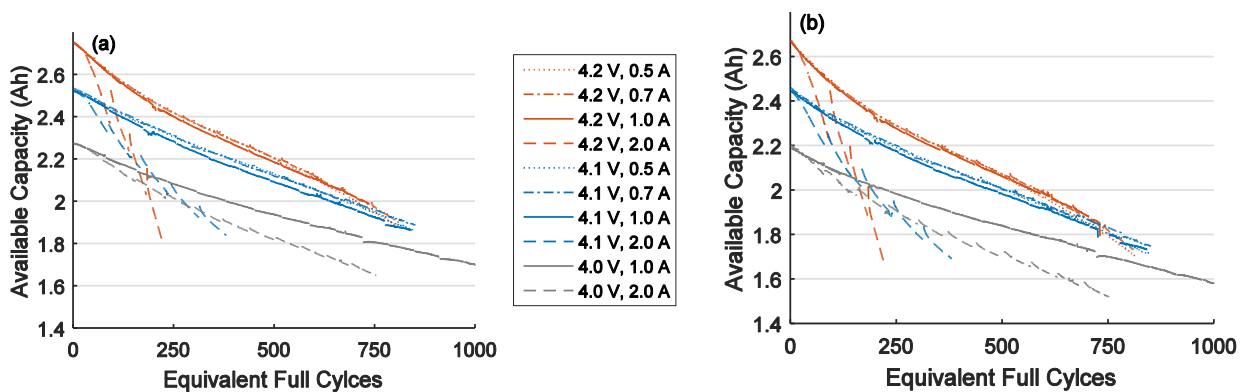 (a)
Available Capacity (Ah)
2.6
2.4
2.2
2
1.8
1.6
1.4
0 250 500 750 1000
Equivalent Full Cylces
4.2 V, 0.5 A
4.2 V, 0.7 A
4.2 V, 1.0 A
4.2 V, 2.0 A
4.1 V, 0.5 A
4.1 V, 0.7 A
4.1 V, 1.0 A
4.1 V, 2.0 A
4.0 V, 1.0 A
4.0 V, 2.0 A
(b)
Available Capacity (Ah)
2.6
2.4
2.2
2
1.8
1.6
1.4
0 250 500 750 1000
Equivalent Full Cylces